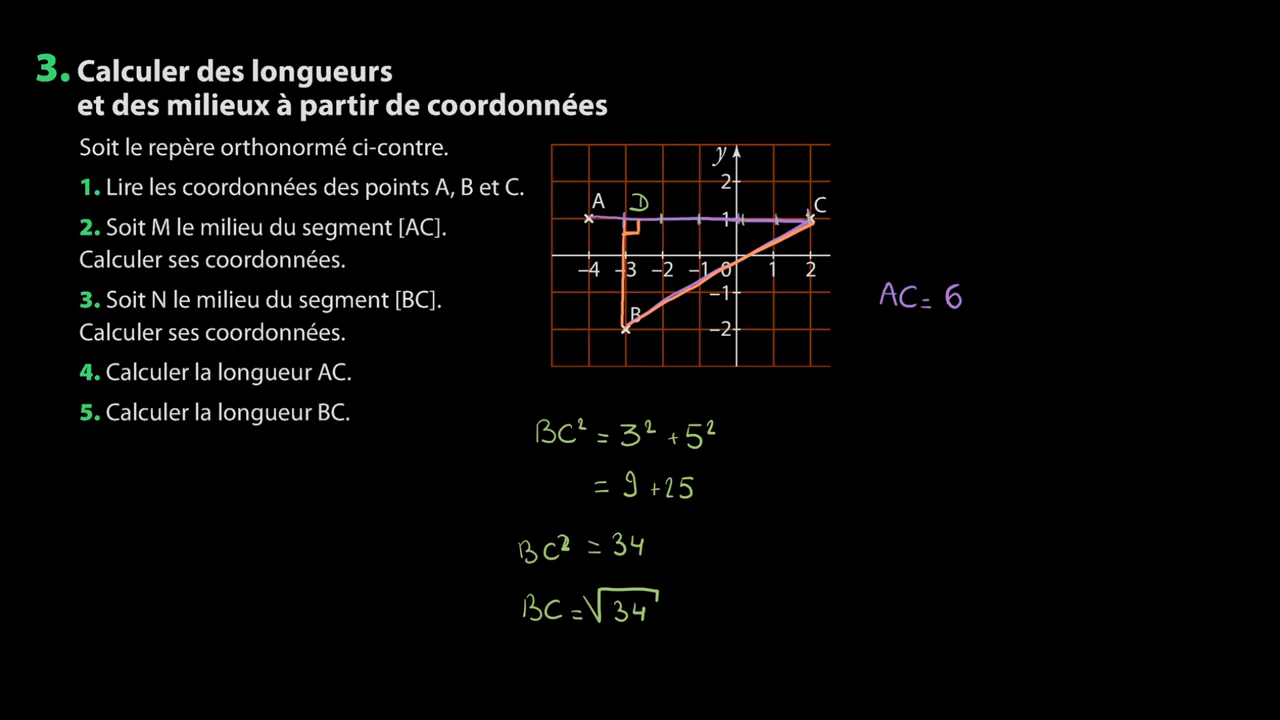 3. Calculer des longueurs
et des milieux à partir de coordonnées
Soit le repère orthonormé ci-contre.
1. Lire les coordonnées des points A, B et C.
2. Soit M le milieu du segment [AC].
Calculer ses coordonnées.
3. Soit N le milieu du segment [BC].
Calculer ses coordonnées.
4. Calculer la longueur AC.
5. Calculer la longueur BC.
y
2
A D C
1
–4 –3 –2 –1 0 1 2
–1
B
–2
AC = 6
BC² = 3² + 5²
= 9 + 25
BC² = 34
BC = √34